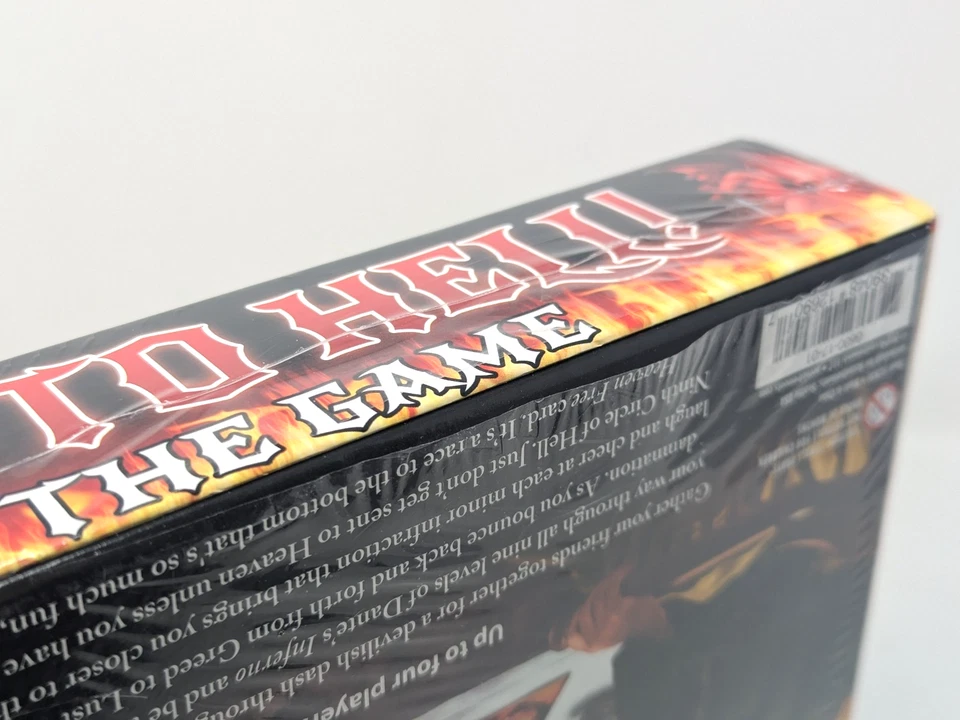 TO HELL!
THE GAME
Up to four player
Gather your friends together for a devilish dash through
your way through all nine levels of Dante's Inferno and be
damnation. As you bounce back and forth from Greed to Lust
laugh and cheer at each minor infraction that brings you closer to th
Ninth Circle of Hell. Just don't get sent to Heaven unless you have
Heaven Free card. It's a race to the bottom that's so much fun,